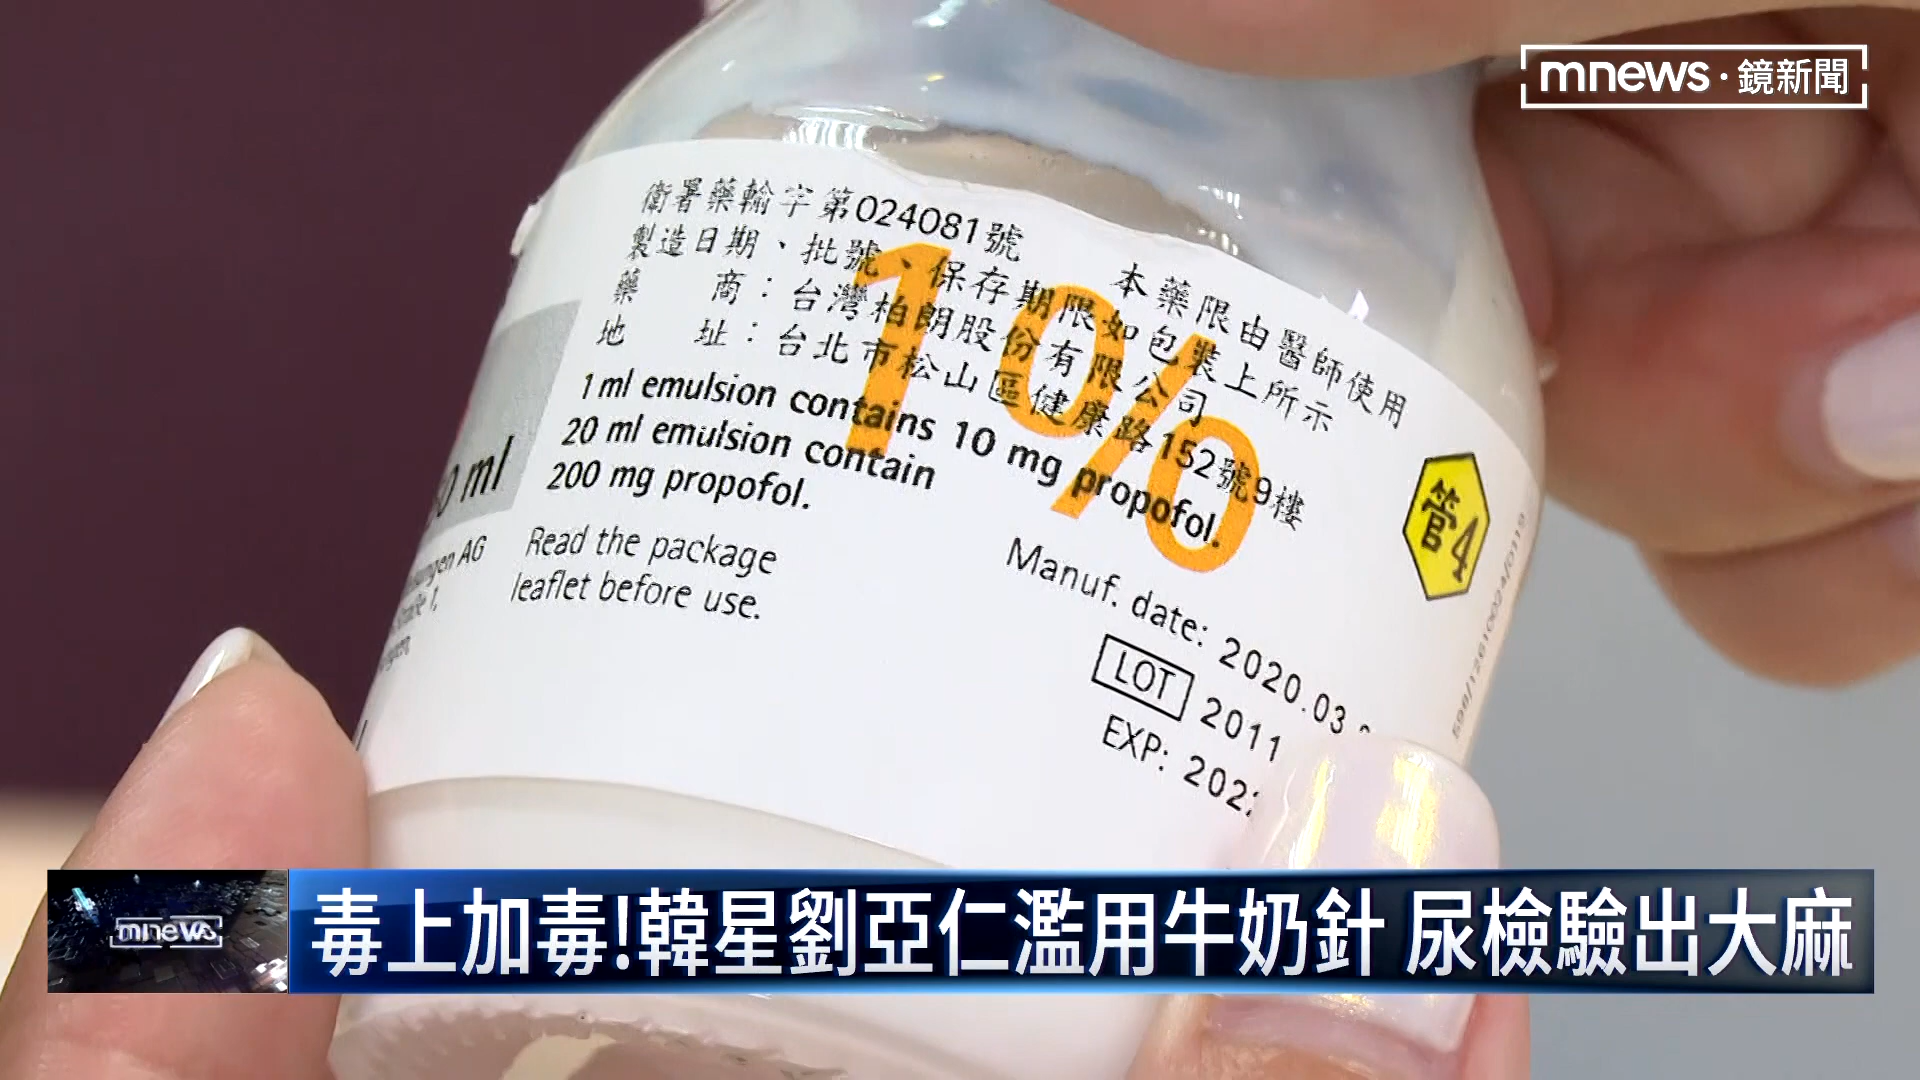 mnews·鏡新聞
衛署藥輸字第024081號
本藥限由醫師使用
製造日期、批號、保存期限如包裝上所示
藥 商：台灣柏朗股份有限公司
地 址：台北市松山區健康路152號9樓
1%
1 ml emulsion contains 10 mg propofol.
20 ml emulsion contain
200 mg propofol.
管4
ml
AG
Read the package
leaflet before use.
Manuf. date: 2020.03
LOT 2011
EXP: 202
mnews
毒上加毒!韓星劉亞仁濫用牛奶針 尿檢驗出大麻